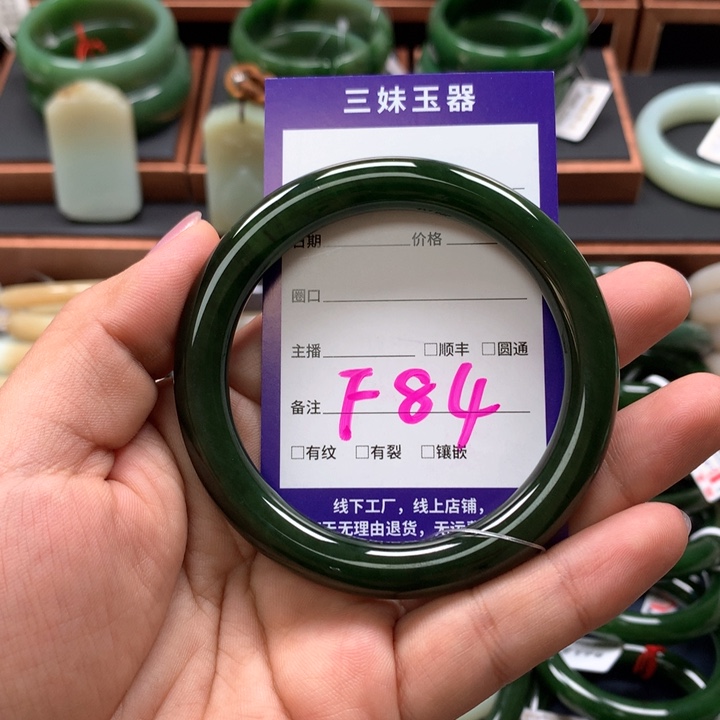 三妹玉器
日期 价格
圈口
主播 □顺丰 □圆通
备注 F84
□有纹 □有裂 □镶嵌
线下工厂,线上店铺,
无理由退货,无运